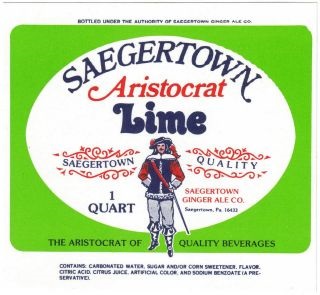 BOTTLED UNDER THE AUTHORITY OF SAEGERTOWN GINGER ALE CO.
SAEGERTOWN
Aristocrat
Lime
SAEGERTOWN QUALITY
1
QUART
SAEGERTOWN
GINGER ALE CO.
Saegertown, Pa. 16432
THE ARISTOCRAT OF QUALITY BEVERAGES
CONTAINS: CARBONATED WATER, SUGAR AND/OR CORN SWEETENER, FLAVOR,
CITRIC ACID, CITRUS JUICE, ARTIFICIAL COLOR, AND SODIUM BENZOATE (A PRE-
SERVATIVE).